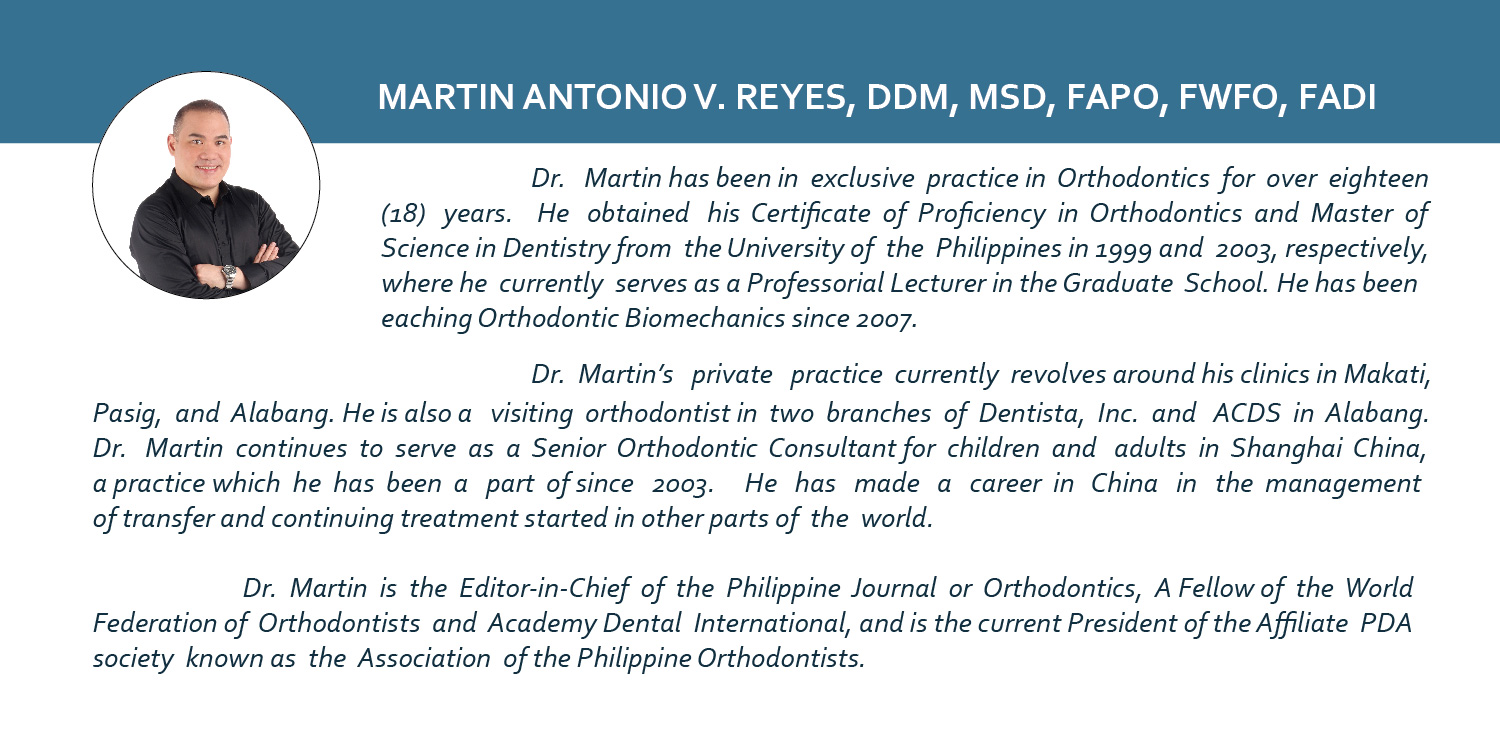 MARTIN ANTONIO V. REYES, DDM, MSD, FAPO, FWFO, FADI
Dr. Martin has been in exclusive practice in Orthodontics for over eighteen
(18) years. He obtained his Certificate of Proficiency in Orthodontics and Master of
Science in Dentistry from the University of the Philippines in 1999 and 2003, respectively,
where he currently serves as a Professorial Lecturer in the Graduate School. He has been
eaching Orthodontic Biomechanics since 2007.
Dr. Martin's private practice currently revolves around his clinics in Makati,
Pasig, and Alabang. He is also a visiting orthodontist in two branches of Dentista, Inc. and ACDS in Alabang.
Dr. Martin continues to serve as a Senior Orthodontic Consultant for children and adults in Shanghai China,
a practice which he has been a part of since 2003. He has made a career in China in the management
of transfer and continuing treatment started in other parts of the world.
Dr. Martin is the Editor-in-Chief of the Philippine Journal or Orthodontics, A Fellow of the World
Federation of Orthodontists and Academy Dental International, and is the current President of the Affiliate PDA
society known as the Association of the Philippine Orthodontists.